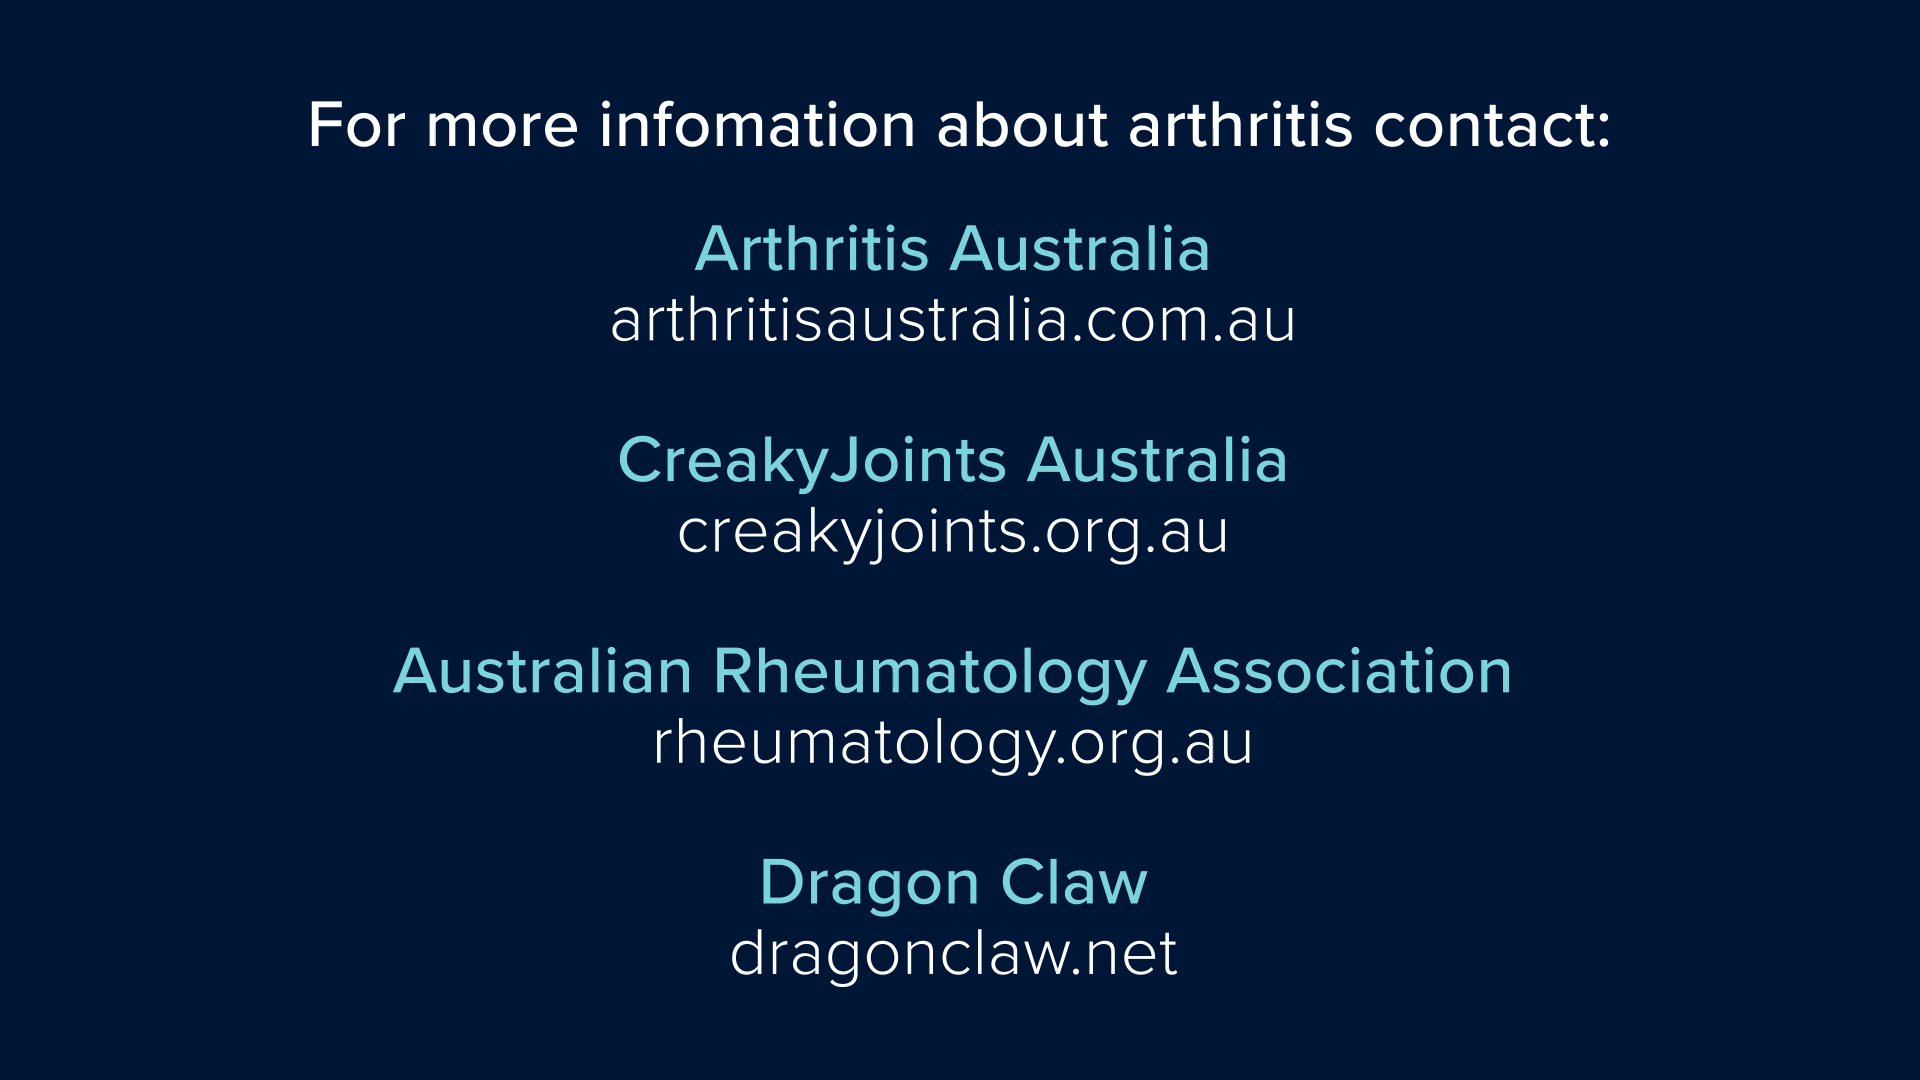 For more infomation about arthritis contact:
Arthritis Australia
arthritisaustralia.com.au
CreakyJoints Australia
creakyjoints.org.au
Australian Rheumatology Association
rheumatology.org.au
Dragon Claw
dragonclaw.net